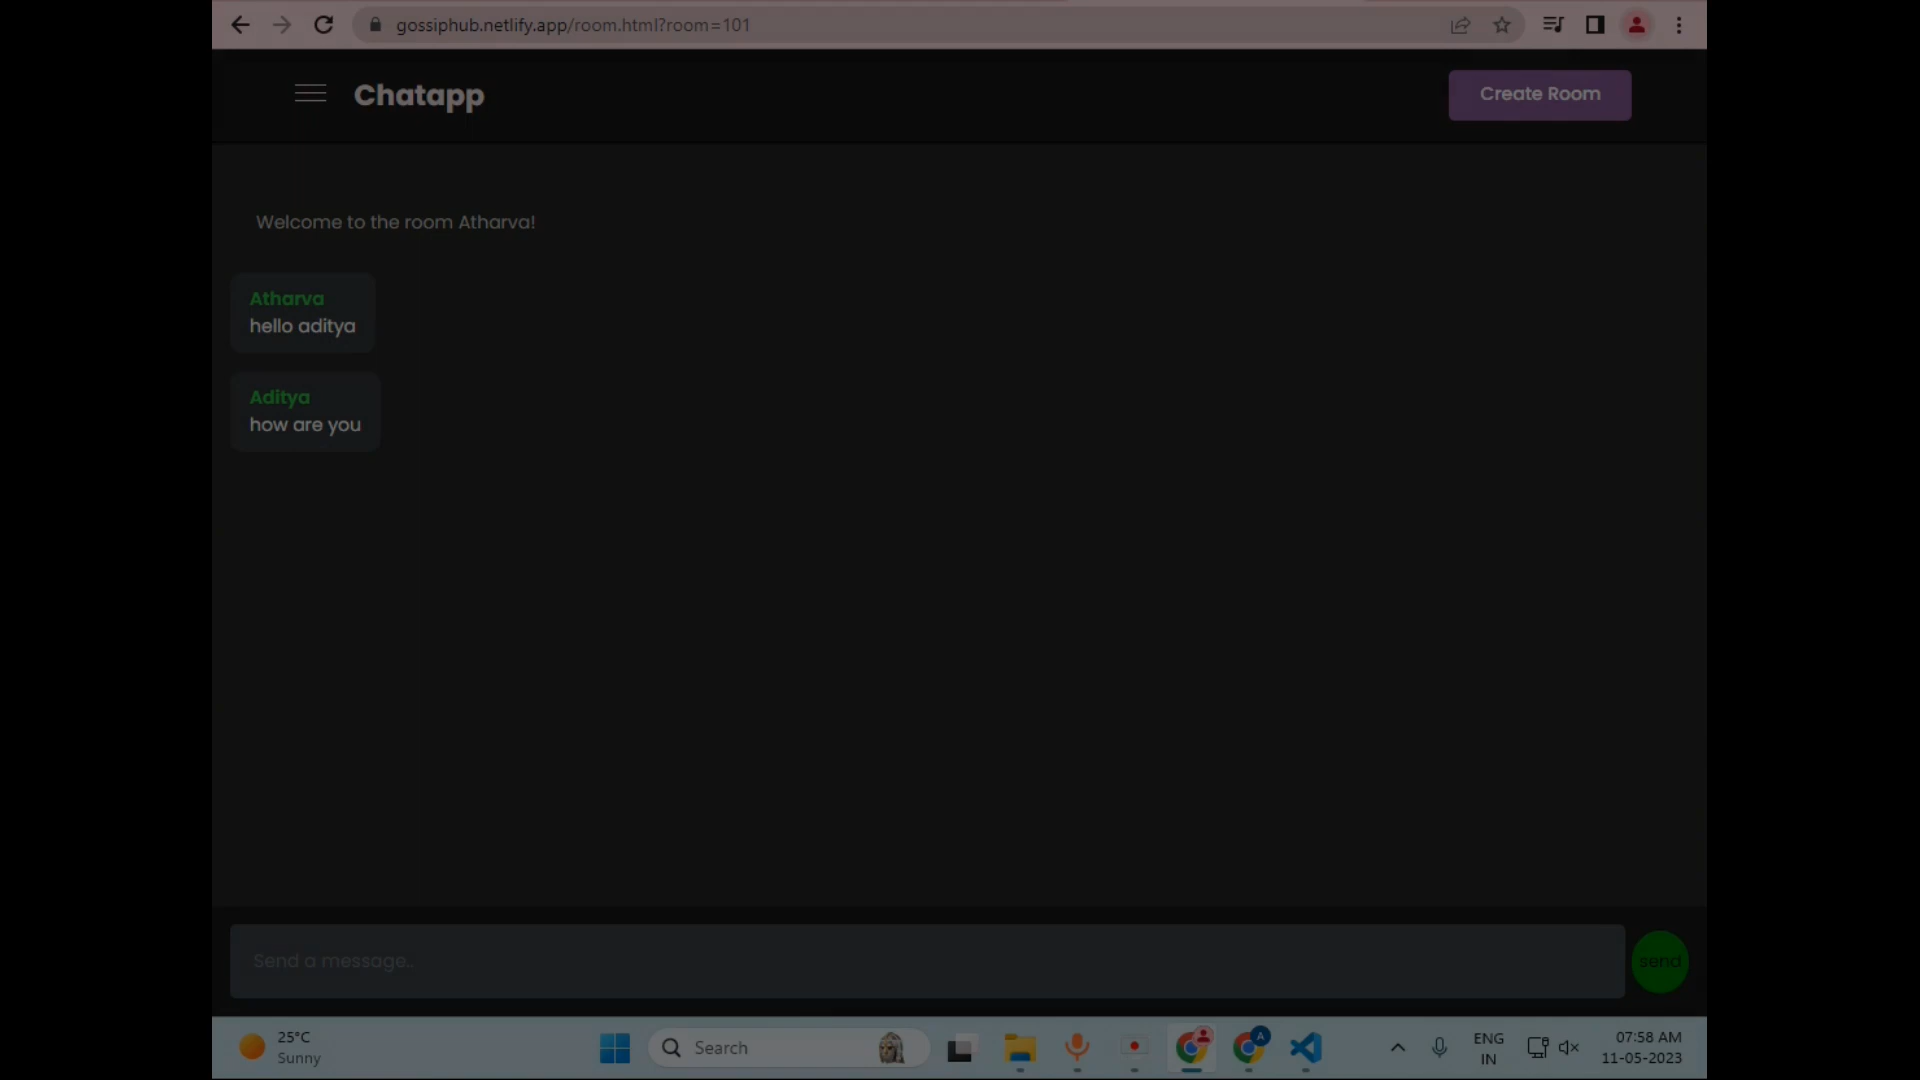 gossiphub.netlify.app/room.html?room=101
Chatapp
Create Room
Welcome to the room Atharva!
Atharva
hello aditya
Aditya
how are you
Send a message..
send
25°C
Sunny
Search
A
ENG
IN
07:58 AM
11-05-2023